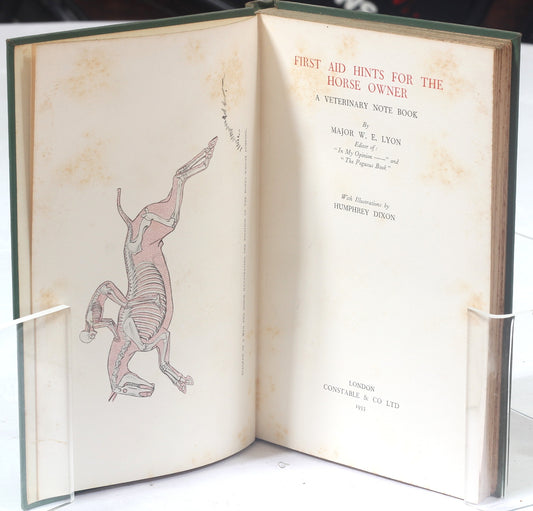 FIRST AID HINTS FOR THE
HORSE OWNER
A VETERINARY NOTE BOOK
By
MAJOR W. E. LYON
Editor of:
"In My Opinion ——" and
"The Pegasus Book"
With Illustrations by
HUMPHREY DIXON
LONDON
CONSTABLE & CO LTD